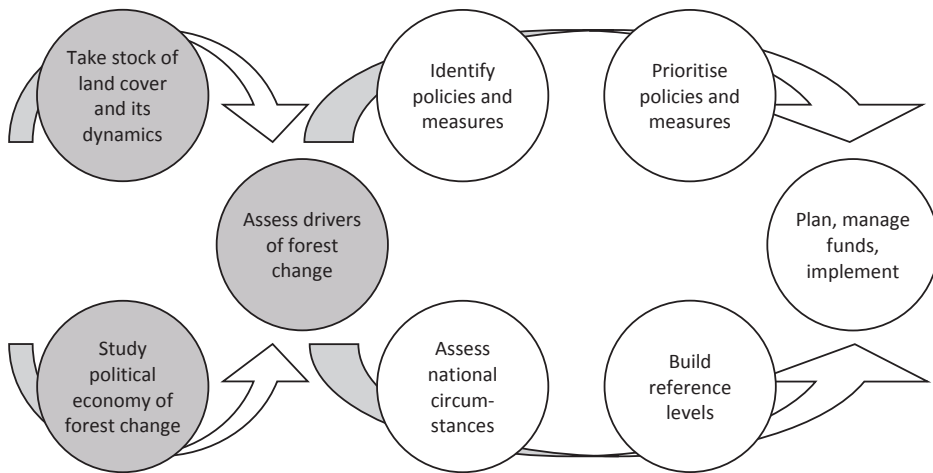 Take stock of
land cover
and its
dynamics
Identify
policies and
measures
Prioritise
policies and
measures
Assess drivers
of forest
change
Plan, manage
funds,
implement
Study
political
economy of
forest change
Assess
national
circum-
stances
Build
reference
levels